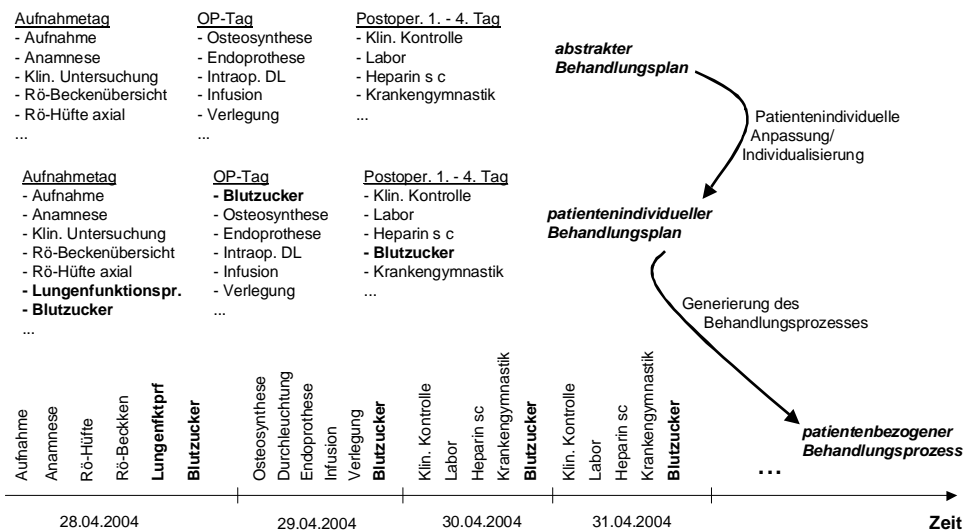 Aufnahmetag
- Aufnahme
- Anamnese
- Klin. Untersuchung
- Rö-Beckenübersicht
- Rö-Hüfte axial
...
OP-Tag
- Osteosynthese
- Endoprothese
- Intraop. DL
- Infusion
- Verlegung
...
Postoper. 1. - 4. Tag
- Klin. Kontrolle
- Labor
- Heparin s c
- Krankengymnastik
...
abstrakter
Behandlungsplan
Patientenindividuelle
Anpassung/
Individualisierung
Aufnahmetag
- Aufnahme
- Anamnese
- Klin. Untersuchung
- Rö-Beckenübersicht
- Rö-Hüfte axial
- Lungenfunktionspr.
- Blutzucker
...
OP-Tag
- Blutzucker
- Osteosynthese
- Endoprothese
- Intraop. DL
- Infusion
- Verlegung
...
Postoper. 1. - 4. Tag
- Klin. Kontrolle
- Labor
- Heparin s c
- Blutzucker
- Krankengymnastik
...
patientenindividueller
Behandlungsplan
Generierung des
Behandlungsprozesses
Aufnahme
Anamnese
Rö-Hüfte
Rö-Beckken
Lungenfktprf
Blutzucker
Osteosynthese
Durchleuchtung
Endoprothese
Infusion
Verlegung
Blutzucker
Klin. Kontrolle
Labor
Heparin sc
Krankengymnastik
Blutzucker
Klin. Kontrolle
Labor
Heparin sc
Krankengymnastik
Blutzucker
...
patientenbezogener
Behandlungsprozess
28.04.2004
29.04.2004
30.04.2004
31.04.2004
Zeit